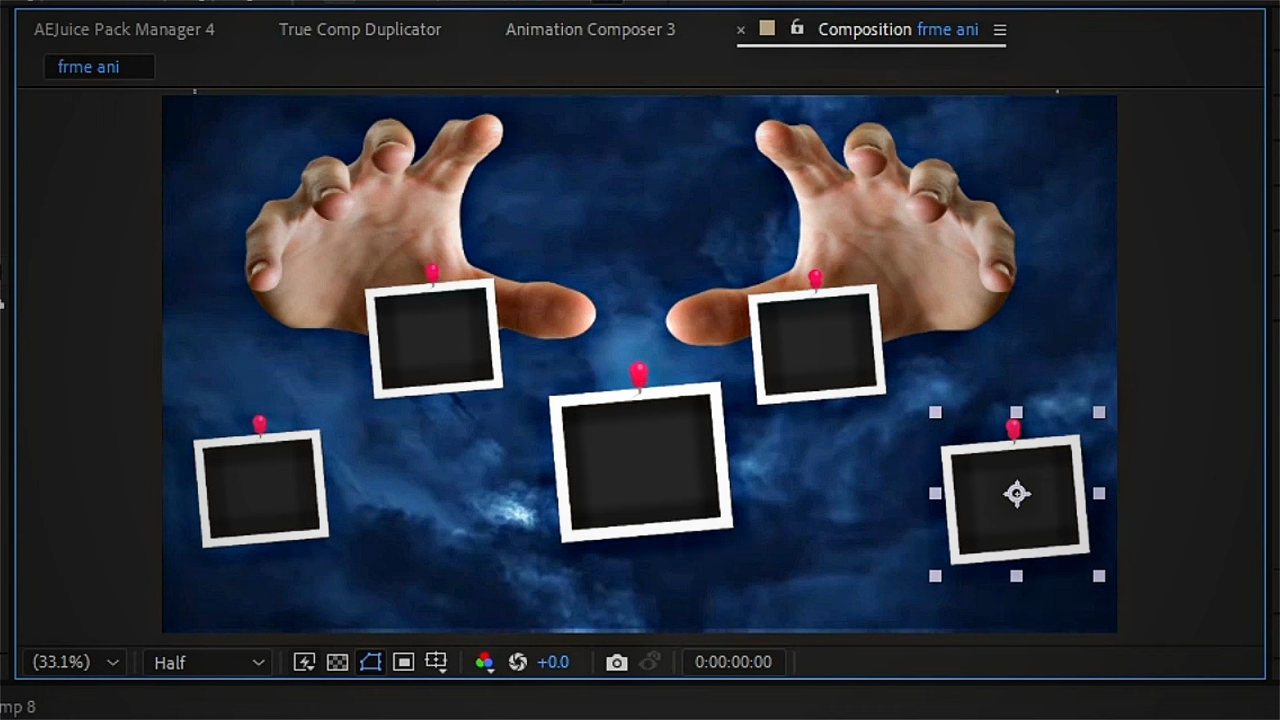 AEJuice Pack Manager 4 True Comp Duplicator Animation Composer 3 × Composition frme ani
frme ani
(33.1%) Half +0.0 0:00:00:00
mp 8